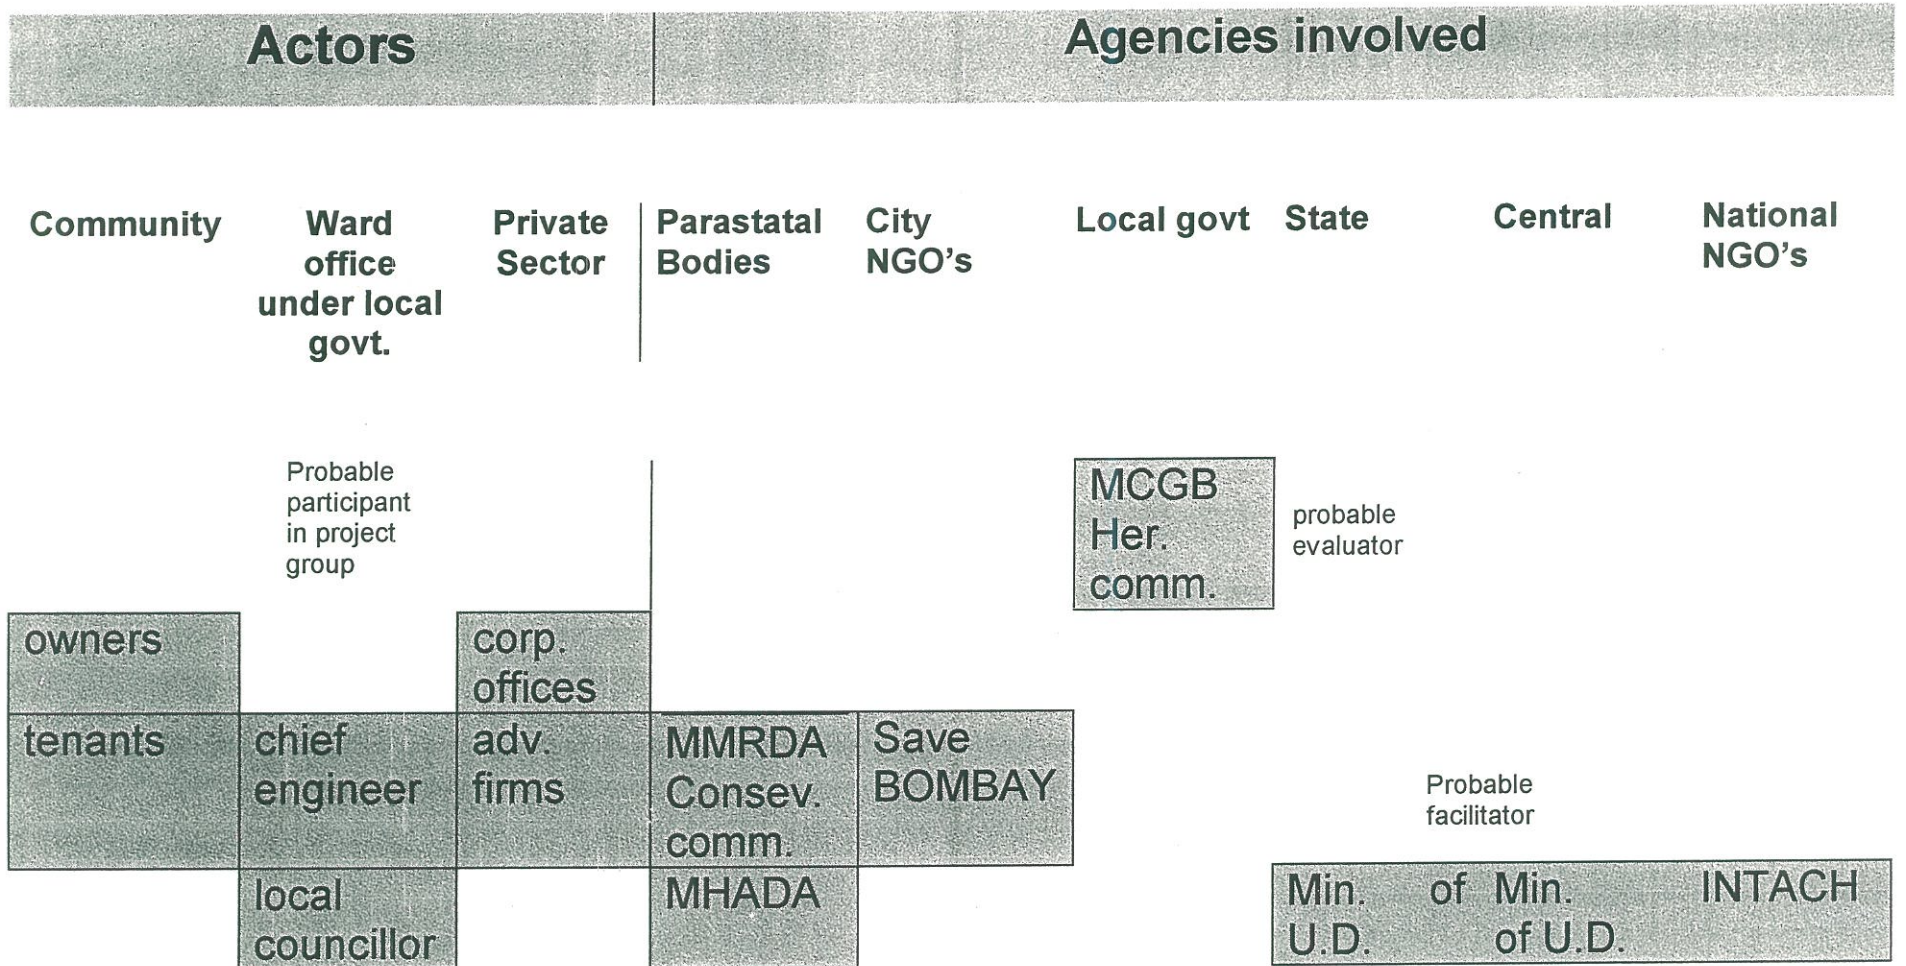 Actors
Agencies involved
Community
Ward
office
under local
govt.
Private
Sector
Parastatal
Bodies
City
NGO's
Local govt
State
Central
National
NGO's
Probable
participant
in project
group
MCGB
Her.
comm.
probable
evaluator
owners
corp.
offices
tenants
chief
engineer
adv.
firms
MMRDA
Consev.
comm.
Save
BOMBAY
Probable
facilitator
local
councillor
MHADA
Min. of
U.D.
Min.
of U.D.
INTACH